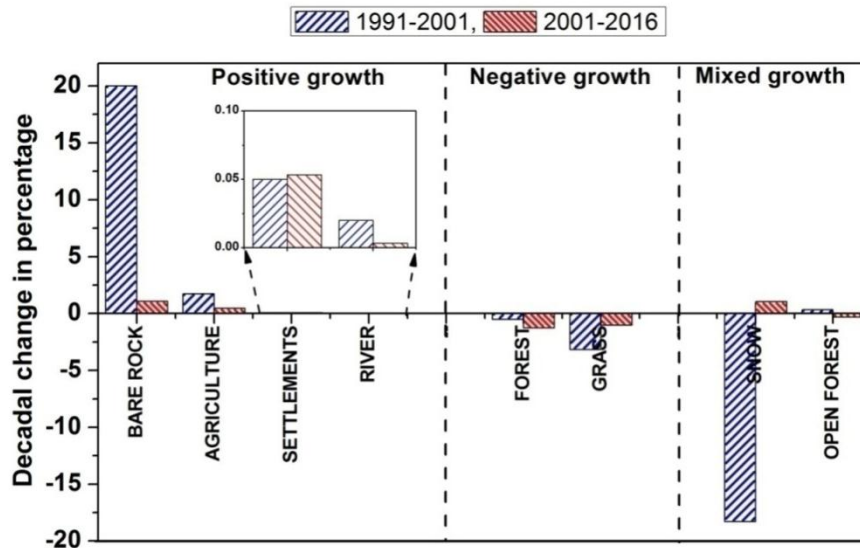 1991-2001, 2001-2016
Positive growth Negative growth Mixed growth
Decadal change in percentage
20
15
10
5
0
-5
-10
-15
-20
0.10
0.05
0.00
BARE ROCK
AGRICULTURE
SETTLEMENTS
RIVER
FOREST
GRASS
SNOW
OPEN FOREST